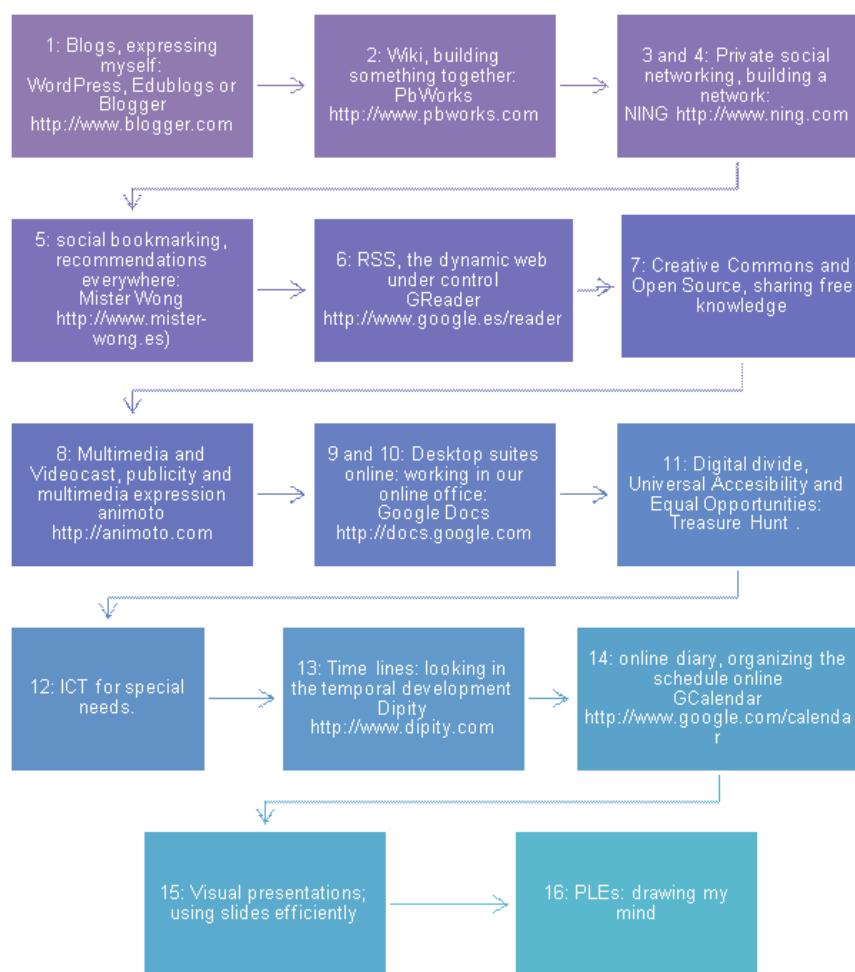 1: Blogs, expressing
myself:
WordPress, Edublogs or
Blogger
http://www.blogger.com
2: Wiki, building
something together:
PbWorks
http://www.pbworks.com
3 and 4: Private social
networking, building a
network:
NING http://www.ning.com
5: social bookmarking,
recommendations
everywhere:
Mister Wong
http://www.mister-
wong.es)
6: RSS, the dynamic web
under control
GReader
http://www.google.es/reader
7: Creative Commons and
Open Source, sharing free
knowledge
8: Multimedia and
Videocast, publicity and
multimedia expression
animoto
http://animoto.com
9 and 10: Desktop suites
online: working in our
online office:
Google Docs
http://docs.google.com
11: Digital divide,
Universal Accesibility and
Equal Opportunities:
Treasure Hunt .
12: ICT for special
needs.
13: Time lines: looking in
the temporal development
Dipity
http://www.dipity.com
14: online diary, organizing the
schedule online
GCalendar
http://www.google.com/calenda
r
15: Visual presentations;
using slides efficiently
16: PLEs: drawing my
mind